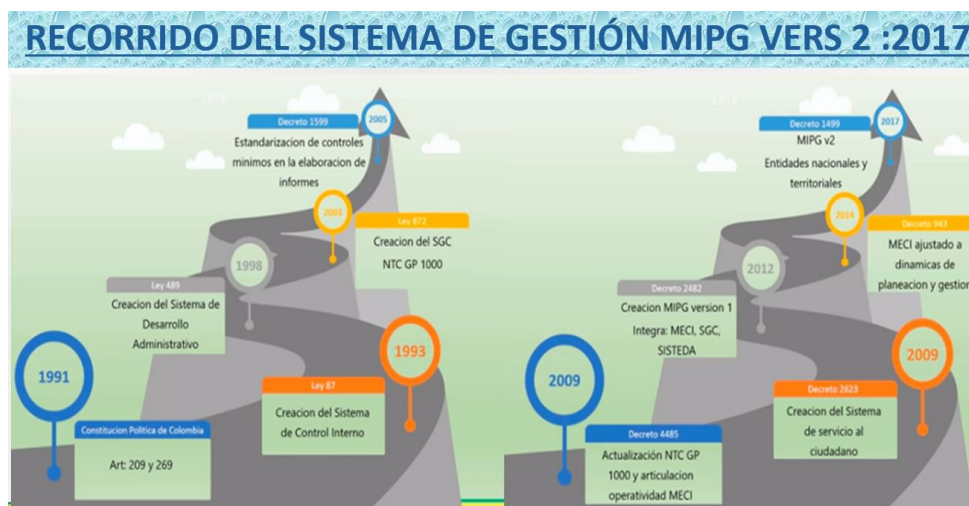 RECORRIDO DEL SISTEMA DE GESTIÓN MIPG VERS 2 :2017
2005
Decreto 1599
Estandarizacion de controles
minimos en la elaboracion de
informes
2003
Ley 872
Creacion del SGC
NTC GP 1000
1998
Ley 489
Creacion del Sistema de
Desarrollo
Administrativo
1993
Ley 87
Creacion del Sistema
de Control Interno
1991
Constitucion Politica de Colombia
Art: 209 y 269
2017
Decreto 1499
MIPG v2
Entidades nacionales y
territoriales
2014
Decreto 943
MECI ajustado a
dinamicas de
planeacion y gestion
2012
Decreto 2482
Creacion MIPG version 1
Integra: MECI, SGC,
SISTEDA
2009
Decreto 2623
Creacion del Sistema
de servicio al
ciudadano
2009
Decreto 4485
Actualización NTC GP
1000 y articulacion
operatividad MECI